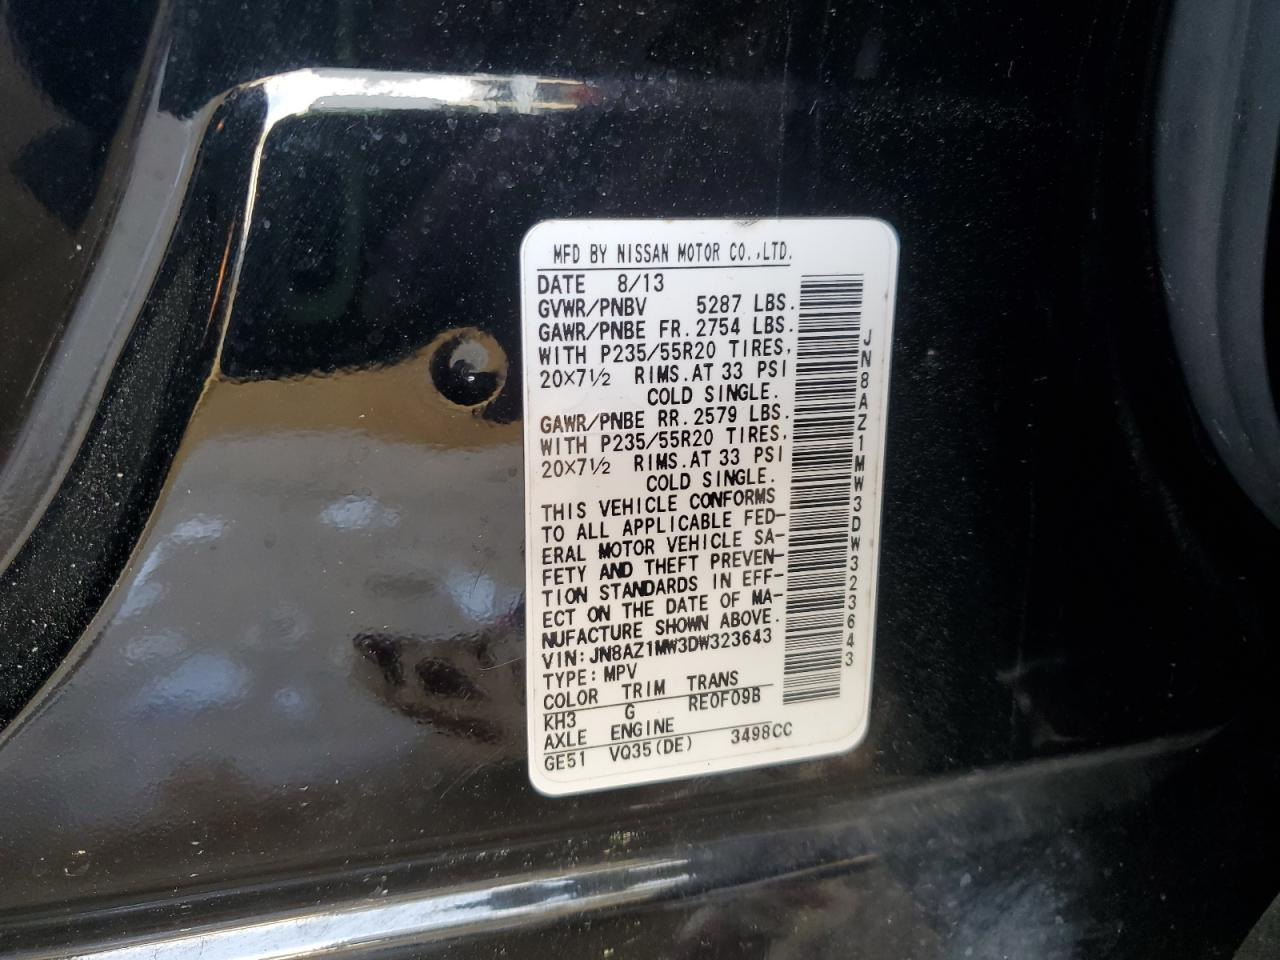 MFD BY NISSAN MOTOR CO.,LTD.
DATE 8/13
GVWR/PNBV 5287 LBS.
GAWR/PNBE FR. 2754 LBS.
WITH P235/55R20 TIRES,
20×7½ RIMS. AT 33 PSI
COLD SINGLE.
GAWR/PNBE RR. 2579 LBS.
WITH P235/55R20 TIRES,
20×7½ RIMS. AT 33 PSI
COLD SINGLE.
THIS VEHICLE CONFORMS
TO ALL APPLICABLE FED-
ERAL MOTOR VEHICLE SA-
FETY AND THEFT PREVEN-
TION STANDARDS IN EFF-
ECT ON THE DATE OF MA-
NUFACTURE SHOWN ABOVE.
VIN: JN8AZ1MW3DW323643
TYPE: MPV
COLOR TRIM TRANS
KH3 G RE0F09B
AXLE ENGINE
GE51 VQ35(DE) 3498CC
JN8AZ1MW3DW323643